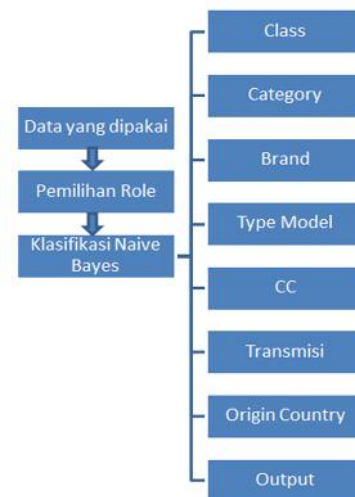 Data yang dipakai
Pemilihan Role
Klasifikasi Naive
Bayes
Class
Category
Brand
Type Model
CC
Transmisi
Origin Country
Output